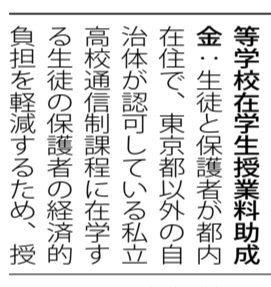 等学校在学生授業料助成
金：生徒と保護者が都内
在住で、東京都以外の自
治体が認可している私立
高校通信制課程に在学す
る生徒の保護者の経済的
負担を軽減するため、授